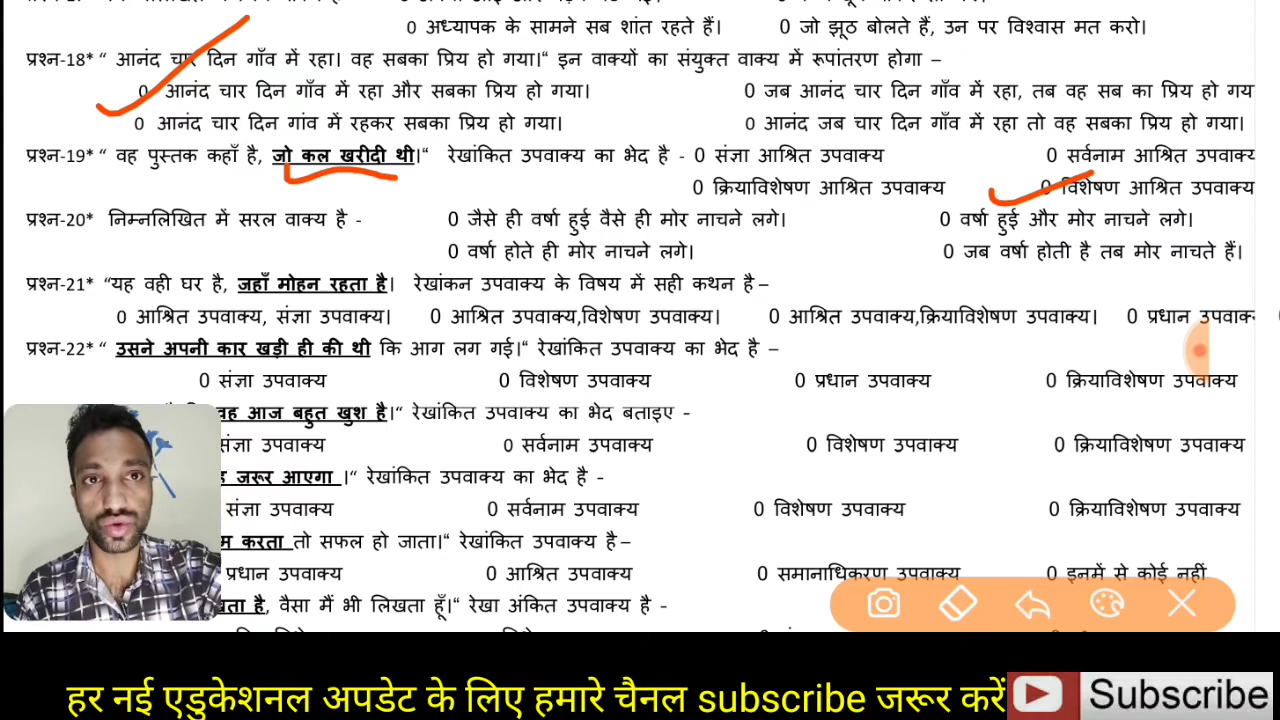 0 अध्यापक के सामने सब शांत रहते हैं। 0 जो झूठ बोलते हैं, उन पर विश्वास मत करो।
प्रश्न-18* “ आनंद चार दिन गाँव में रहा। वह सबका प्रिय हो गया।“ इन वाक्यों का संयुक्त वाक्य में रूपांतरण होगा –
0 आनंद चार दिन गाँव में रहा और सबका प्रिय हो गया। 0 जब आनंद चार दिन गाँव में रहा, तब वह सब का प्रिय हो गय
0 आनंद चार दिन गांव में रहकर सबका प्रिय हो गया। 0 आनंद जब चार दिन गाँव में रहा तो वह सबका प्रिय हो गया।
प्रश्न-19* “ वह पुस्तक कहाँ है, जो कल खरीदी थी।“ रेखांकित उपवाक्य का भेद है - 0 संज्ञा आश्रित उपवाक्य 0 सर्वनाम आश्रित उपवाक्य
0 क्रियाविशेषण आश्रित उपवाक्य 0 विशेषण आश्रित उपवाक्य
प्रश्न-20* निम्नलिखित में सरल वाक्य है - 0 जैसे ही वर्षा हुई वैसे ही मोर नाचने लगे। 0 वर्षा हुई और मोर नाचने लगे।
0 वर्षा होते ही मोर नाचने लगे। 0 जब वर्षा होती है तब मोर नाचते हैं।
प्रश्न-21* “यह वही घर है, जहाँ मोहन रहता है। रेखांकन उपवाक्य के विषय में सही कथन है –
0 आश्रित उपवाक्य, संज्ञा उपवाक्य। 0 आश्रित उपवाक्य,विशेषण उपवाक्य। 0 आश्रित उपवाक्य,क्रियाविशेषण उपवाक्य। 0 प्रधान उपवाक्
प्रश्न-22* “ उसने अपनी कार खड़ी ही की थी कि आग लग गई।“ रेखांकित उपवाक्य का भेद है –
0 संज्ञा उपवाक्य 0 विशेषण उपवाक्य 0 प्रधान उपवाक्य 0 क्रियाविशेषण उपवाक्य
वह आज बहुत खुश है।“ रेखांकित उपवाक्य का भेद बताइए -
संज्ञा उपवाक्य 0 सर्वनाम उपवाक्य 0 विशेषण उपवाक्य 0 क्रियाविशेषण उपवाक्य
जरूर आएगा ।“ रेखांकित उपवाक्य का भेद है -
संज्ञा उपवाक्य 0 सर्वनाम उपवाक्य 0 विशेषण उपवाक्य 0 क्रियाविशेषण उपवाक्य
करता तो सफल हो जाता।“ रेखांकित उपवाक्य है –
प्रधान उपवाक्य 0 आश्रित उपवाक्य 0 समानाधिकरण उपवाक्य 0 इनमें से कोई नहीं
है, वैसा मैं भी लिखता हूँ।“ रेखा अंकित उपवाक्य है -
हर नई एडुकेशनल अपडेट के लिए हमारे चैनल subscribe जरूर करें Subscribe